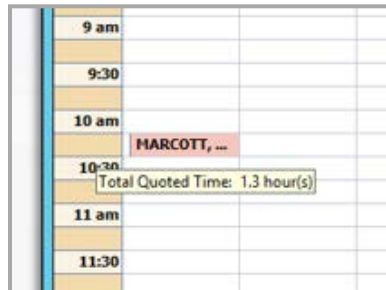 9 am
9:30
10 am
MARCOTT, ...
10:30
Total Quoted Time: 1.3 hour(s)
11 am
11:30